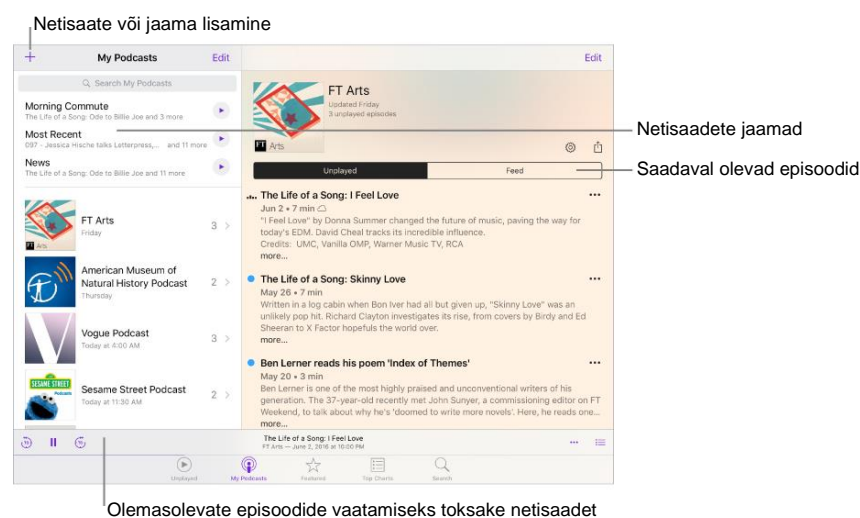 Netisaate või jaama lisamine
My Podcasts
Edit
Edit
Search My Podcasts
Morning Commute
The Life of a Song: Ode to Billie Joe and 3 more
Most Recent
097 - Jessica Hische talks Letterpress,... and 11 more
News
The Life of a Song: Ode to Billie Joe and 11 more
FT Arts
Friday
3
FT Arts
American Museum of
Natural History Podcast
Thursday
2
Vogue Podcast
Today at 4:00 AM
3
SESAME STREET
Podcasts
Sesame Street Podcast
Today at 11:30 AM
2
FT Arts
Updated Friday
3 unplayed episodes
FT Arts
Unplayed
Feed
The Life of a Song: I Feel Love
Jun 2 • 7 min
"I Feel Love" by Donna Summer changed the future of music, paving the way for
today's EDM. David Cheal tracks its incredible influence.
Credits: UMC, Vanilla OMP, Warner Music TV, RCA
more...
The Life of a Song: Skinny Love
May 26 • 7 min
Written in a log cabin when Bon Iver had all but given up, "Skinny Love" was an
unlikely pop hit. Richard Clayton investigates its rise, from covers by Birdy and Ed
Sheeran to X Factor hopefuls the world over.
more...
Ben Lerner reads his poem 'Index of Themes'
May 20 • 3 min
Ben Lerner is one of the most highly praised and unconventional writers of his
generation. The 37-year-old recently met John Sunyer, a commissioning editor on FT
Weekend, to talk about why he's 'doomed to write more novels'. Here, he reads one...
more...
Netisaadete jaamad
Saadaval olevad episoodid
15
15
The Life of a Song: I Feel Love
FT Arts — June 2, 2016 at 16:00 PM
Unplayed
My Podcasts
Featured
Top Charts
Search
Olemasolevate episoodide vaatamiseks toksake netisaadet